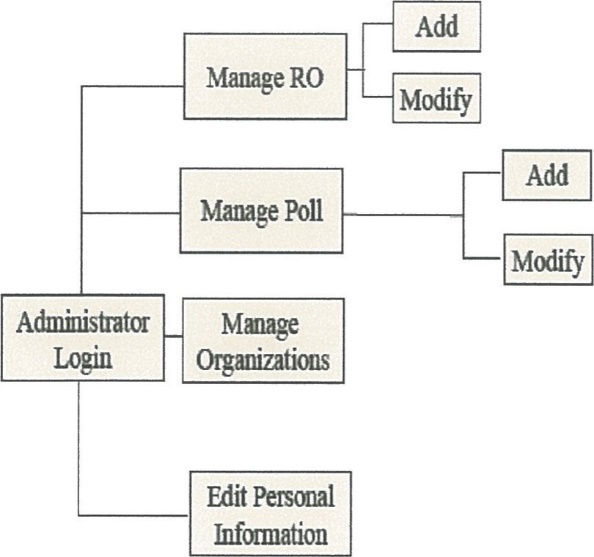 Add
Manage RO
Modify
Add
Manage Poll
Modify
Administrator
Login
Manage
Organizations
Edit Personal
Information